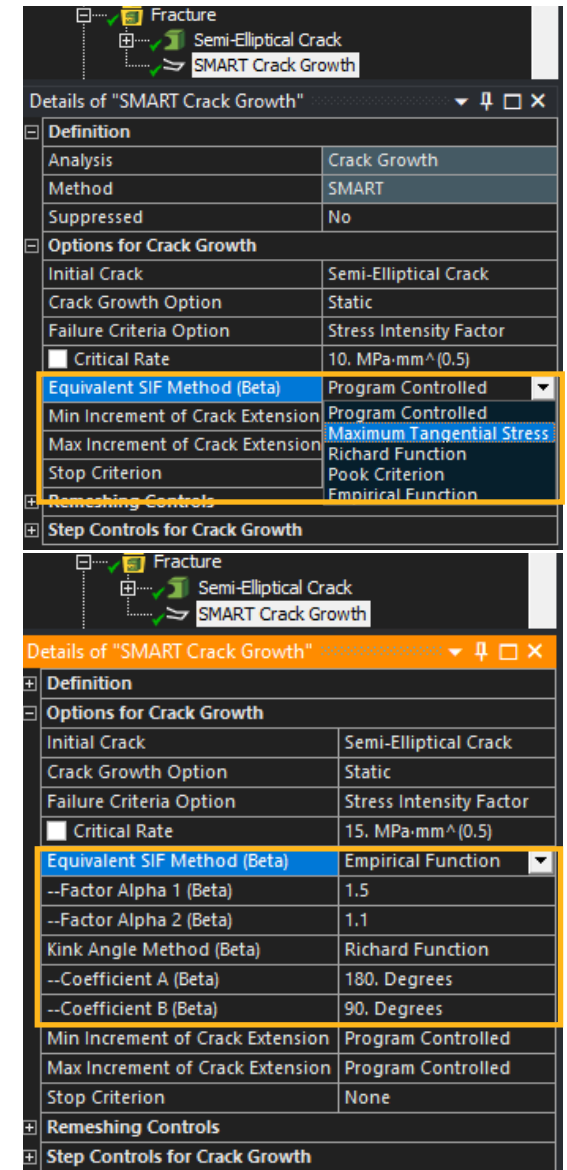 Fracture
Semi-Elliptical Crack
SMART Crack Growth
Details of "SMART Crack Growth"
Definition
Analysis Crack Growth
Method SMART
Suppressed No
Options for Crack Growth
Initial Crack Semi-Elliptical Crack
Crack Growth Option Static
Failure Criteria Option Stress Intensity Factor
Critical Rate 10. MPa·mm^(0.5)
Equivalent SIF Method (Beta) Program Controlled
Min Increment of Crack Extension Program Controlled
Max Increment of Crack Extension Maximum Tangential Stress
Richard Function
Stop Criterion Pook Criterion
Remeshing Controls Empirical Function
Step Controls for Crack Growth
Fracture
Semi-Elliptical Crack
SMART Crack Growth
Details of "SMART Crack Growth"
Definition
Options for Crack Growth
Initial Crack Semi-Elliptical Crack
Crack Growth Option Static
Failure Criteria Option Stress Intensity Factor
Critical Rate 15. MPa·mm^(0.5)
Equivalent SIF Method (Beta) Empirical Function
--Factor Alpha 1 (Beta) 1.5
--Factor Alpha 2 (Beta) 1.1
Kink Angle Method (Beta) Richard Function
--Coefficient A (Beta) 180. Degrees
--Coefficient B (Beta) 90. Degrees
Min Increment of Crack Extension Program Controlled
Max Increment of Crack Extension Program Controlled
Stop Criterion None
Remeshing Controls
Step Controls for Crack Growth